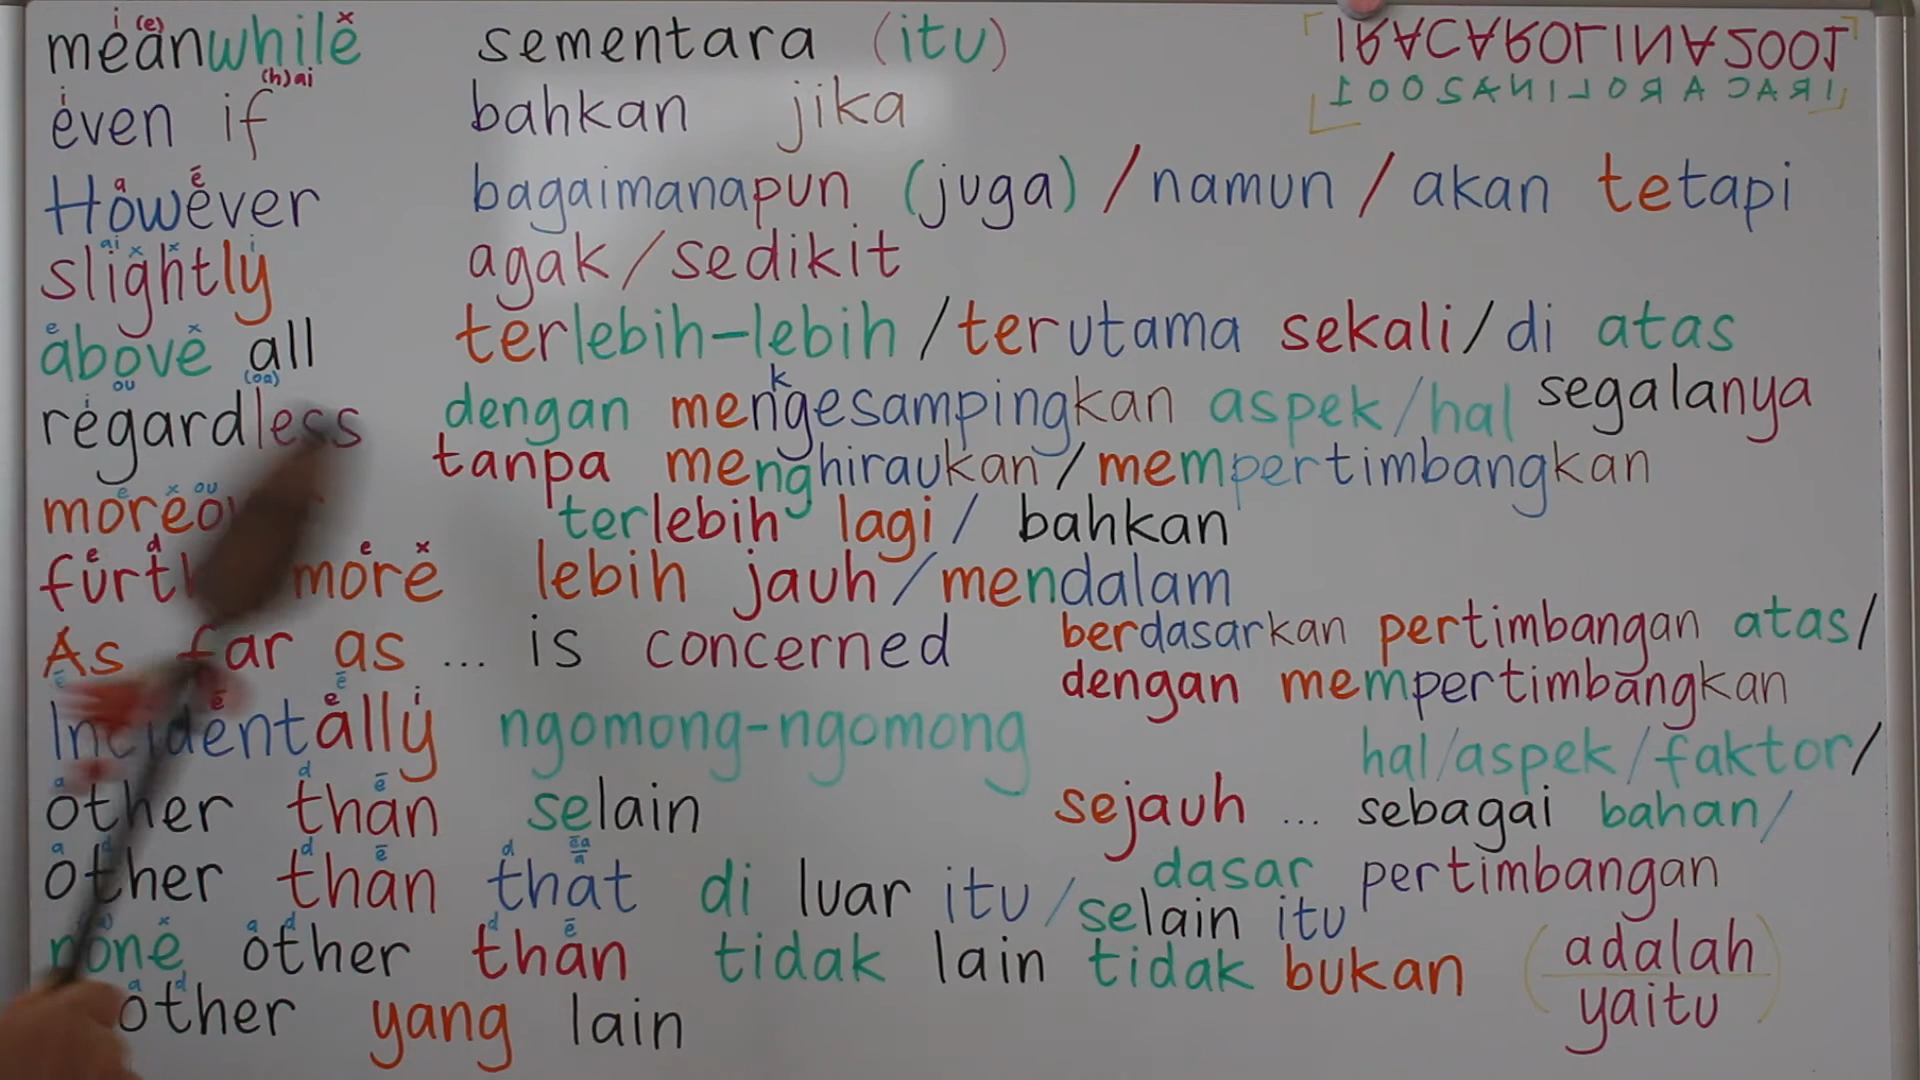 meanwhile sementara (itu)
even if bahkan jika
However bagaimanapun (juga) / namun / akan tetapi
slightly agak / sedikit
above all terlebih-lebih / terutama sekali / di atas
segalanya
regardless dengan mengesampingkan aspek / hal
tanpa menghiraukan / mempertimbangkan
terlebih lagi / bahkan
more lebih jauh / mendalam
As far as ... is concerned berdasarkan pertimbangan atas /
dengan mempertimbangkan
hal / aspek / faktor /
sejauh ... sebagai bahan /
dasar pertimbangan
Incidentally ngomong-ngomong
other than selain
other than that di luar itu / selain itu
none other than tidak lain tidak bukan (adalah
yaitu)
other yang lain